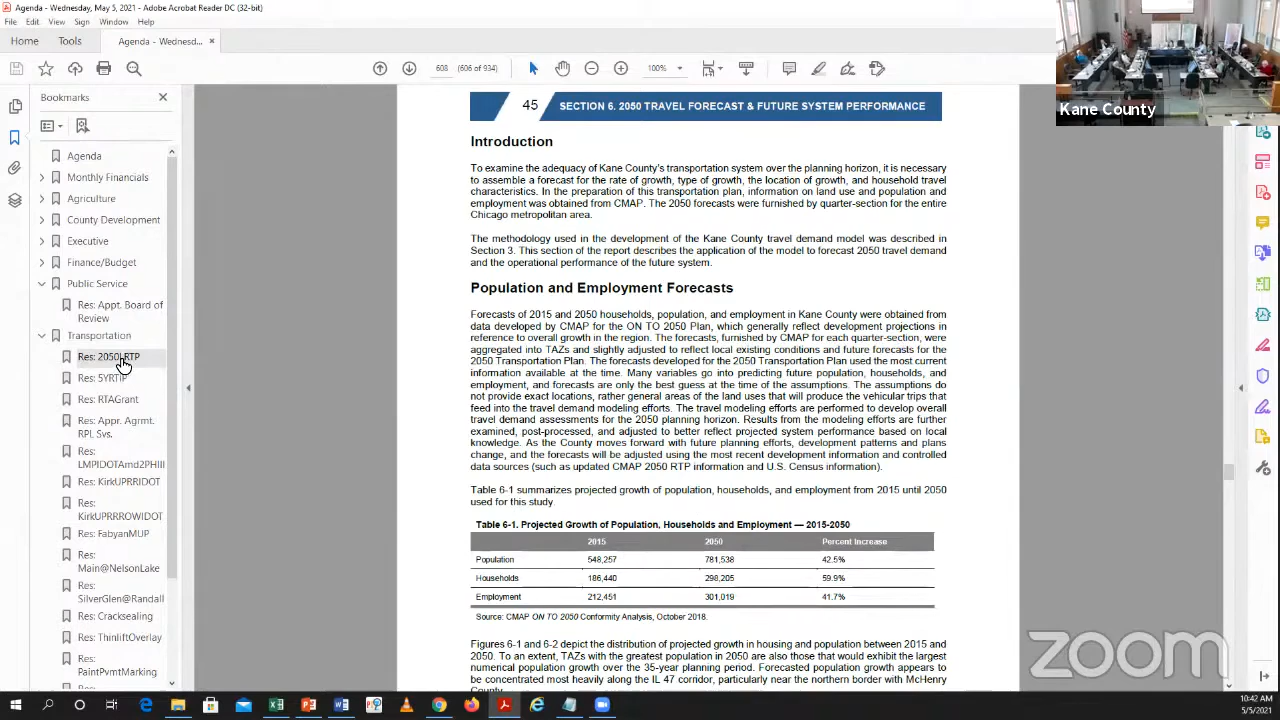 Agenda - Wednesday, May 5, 2021 - Adobe Acrobat Reader DC (32-bit)
File Edit View Sign Window Help
Home Tools Agenda - Wednesd... ×
608 (606 of 934) 100%
Kane County
Bookmarks
Agenda
Monthly Financials
Agriculture
County Development
Executive
Finance/Budget
Public Service
Res: Appt. Board of
Review
Transportation
Res: 2050 RTP
Res: 5YRTIP
Res: RTAGrant
Res: Appr. Agrmt.
RPL Svs.
Res:
LMPIDOTAmd2PHIII
Res: KirkUPRRIDOT
Res:
KirkUPRRROWIDOT
Res: FabyanMUP
Res:
Main@NelsonLake
Res:
SilverGlen@Randall
Res: Cracksealing
Res: ThinliftOverlay
Res:
PaintPvmtMarking
45 SECTION 6. 2050 TRAVEL FORECAST & FUTURE SYSTEM PERFORMANCE
Introduction
To examine the adequacy of Kane County's transportation system over the planning horizon, it is necessary
to assemble a forecast for the rate of growth, type of growth, the location of growth, and household travel
characteristics. In the preparation of this transportation plan, information on land use and population and
employment was obtained from CMAP. The 2050 forecasts were furnished by quarter-section for the entire
Chicago metropolitan area.
The methodology used in the development of the Kane County travel demand model was described in
Section 3. This section of the report describes the application of the model to forecast 2050 travel demand
and the operational performance of the future system.
Population and Employment Forecasts
Forecasts of 2015 and 2050 households, population, and employment in Kane County were obtained from
data developed by CMAP for the ON TO 2050 Plan, which generally reflect development projections in
reference to overall growth in the region. The forecasts, furnished by CMAP for each quarter-section, were
aggregated into TAZs and slightly adjusted to reflect local existing conditions and future forecasts for the
2050 Transportation Plan. The forecasts developed for the 2050 Transportation Plan used the most current
information available at the time. Many variables go into predicting future population, households, and
employment, and forecasts are only the best guess at the time of the assumptions. The assumptions do
not provide exact locations, rather general areas of the land uses that will produce the vehicular trips that
feed into the travel demand modeling efforts. The travel modeling efforts are performed to develop overall
travel demand assessments for the 2050 planning horizon. Results from the modeling efforts are further
examined, post-processed, and adjusted to better reflect projected system performance based on local
knowledge. As the County moves forward with future planning efforts, development patterns and plans
change, and the forecasts will be adjusted using the most recent development information and controlled
data sources (such as updated CMAP 2050 RTP information and U.S. Census information).
Table 6-1 summarizes projected growth of population, households, and employment from 2015 until 2050
used for this study.
Table 6-1. Projected Growth of Population, Households and Employment — 2015-2050
2015 2050 Percent Increase
Population 548,257 781,538 42.5%
Households 186,440 298,205 59.9%
Employment 212,451 301,019 41.7%
Source: CMAP ON TO 2050 Conformity Analysis, October 2018.
Figures 6-1 and 6-2 depict the distribution of projected growth in housing and population between 2015 and
2050. To an extent, TAZs with the greatest population in 2050 are also those that would exhibit the largest
numerical population growth over the 35-year planning period. Forecasted population growth appears to
be concentrated most heavily along the IL 47 corridor, particularly near the northern border with McHenry
County.
zoom
10:42 AM
5/5/2021